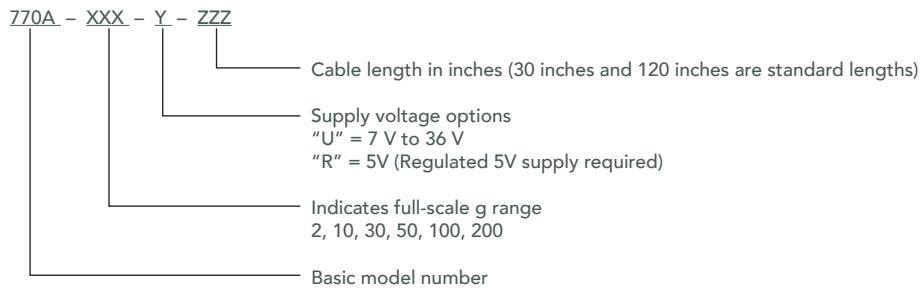 770A – XXX – Y – ZZZ
Cable length in inches (30 inches and 120 inches are standard lengths)
Supply voltage options
“U” = 7 V to 36 V
“R” = 5V (Regulated 5V supply required)
Indicates full-scale g range
2, 10, 30, 50, 100, 200
Basic model number